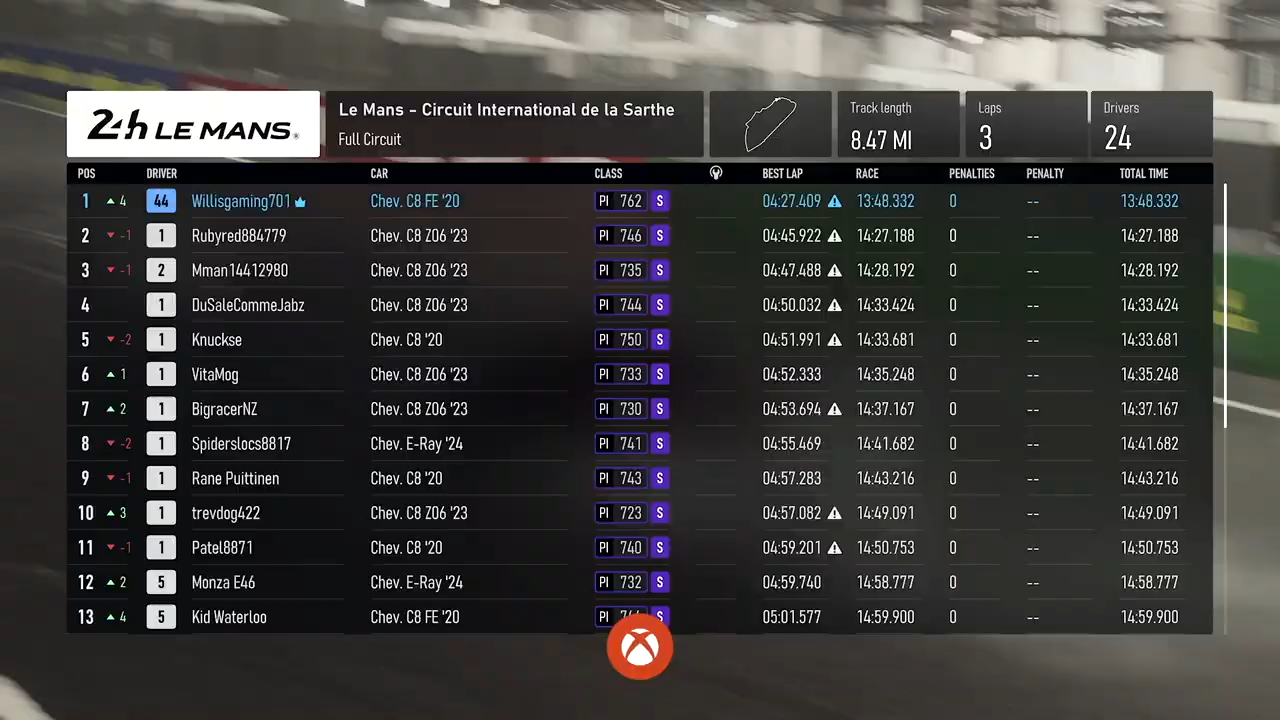 24h LE MANS
Le Mans - Circuit International de la Sarthe
Full Circuit
Track length
8.47 MI
Laps
3
Drivers
24
POS DRIVER CAR CLASS BEST LAP RACE PENALTIES PENALTY TOTAL TIME
1 4 44 Willisgaming701 Chev. C8 FE '20 PI 762 S 04:27.409 13:48.332 0 -- 13:48.332
2 -1 1 Rubyred884779 Chev. C8 Z06 '23 PI 746 S 04:45.922 14:27.188 0 -- 14:27.188
3 -1 2 Mman14412980 Chev. C8 Z06 '23 PI 735 S 04:47.488 14:28.192 0 -- 14:28.192
4 1 DuSaleCommeJabz Chev. C8 Z06 '23 PI 744 S 04:50.032 14:33.424 0 -- 14:33.424
5 -2 1 Knuckse Chev. C8 '20 PI 750 S 04:51.991 14:33.681 0 -- 14:33.681
6 1 1 VitaMog Chev. C8 Z06 '23 PI 733 S 04:52.333 14:35.248 0 -- 14:35.248
7 2 1 BigracerNZ Chev. C8 Z06 '23 PI 730 S 04:53.694 14:37.167 0 -- 14:37.167
8 -2 1 Spiderslocs8817 Chev. E-Ray '24 PI 741 S 04:55.469 14:41.682 0 -- 14:41.682
9 -1 1 Rane Puittinen Chev. C8 '20 PI 743 S 04:57.283 14:43.216 0 -- 14:43.216
10 3 1 trevdog422 Chev. C8 Z06 '23 PI 723 S 04:57.082 14:49.091 0 -- 14:49.091
11 -1 1 Patel8871 Chev. C8 '20 PI 740 S 04:59.201 14:50.753 0 -- 14:50.753
12 2 5 Monza E46 Chev. E-Ray '24 PI 732 S 04:59.740 14:58.777 0 -- 14:58.777
13 4 5 Kid Waterloo Chev. C8 FE '20 PI S 05:01.577 14:59.900 0 -- 14:59.900